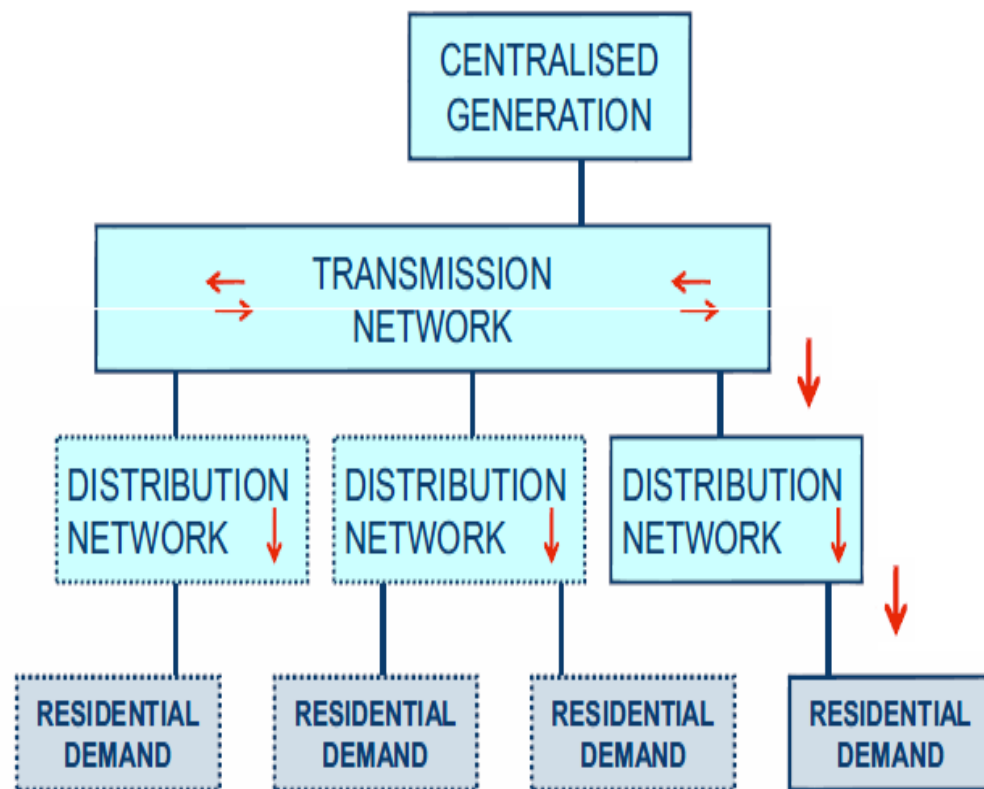 CENTRALISED
GENERATION
TRANSMISSION
NETWORK
DISTRIBUTION
NETWORK
DISTRIBUTION
NETWORK
DISTRIBUTION
NETWORK
RESIDENTIAL
DEMAND
RESIDENTIAL
DEMAND
RESIDENTIAL
DEMAND
RESIDENTIAL
DEMAND